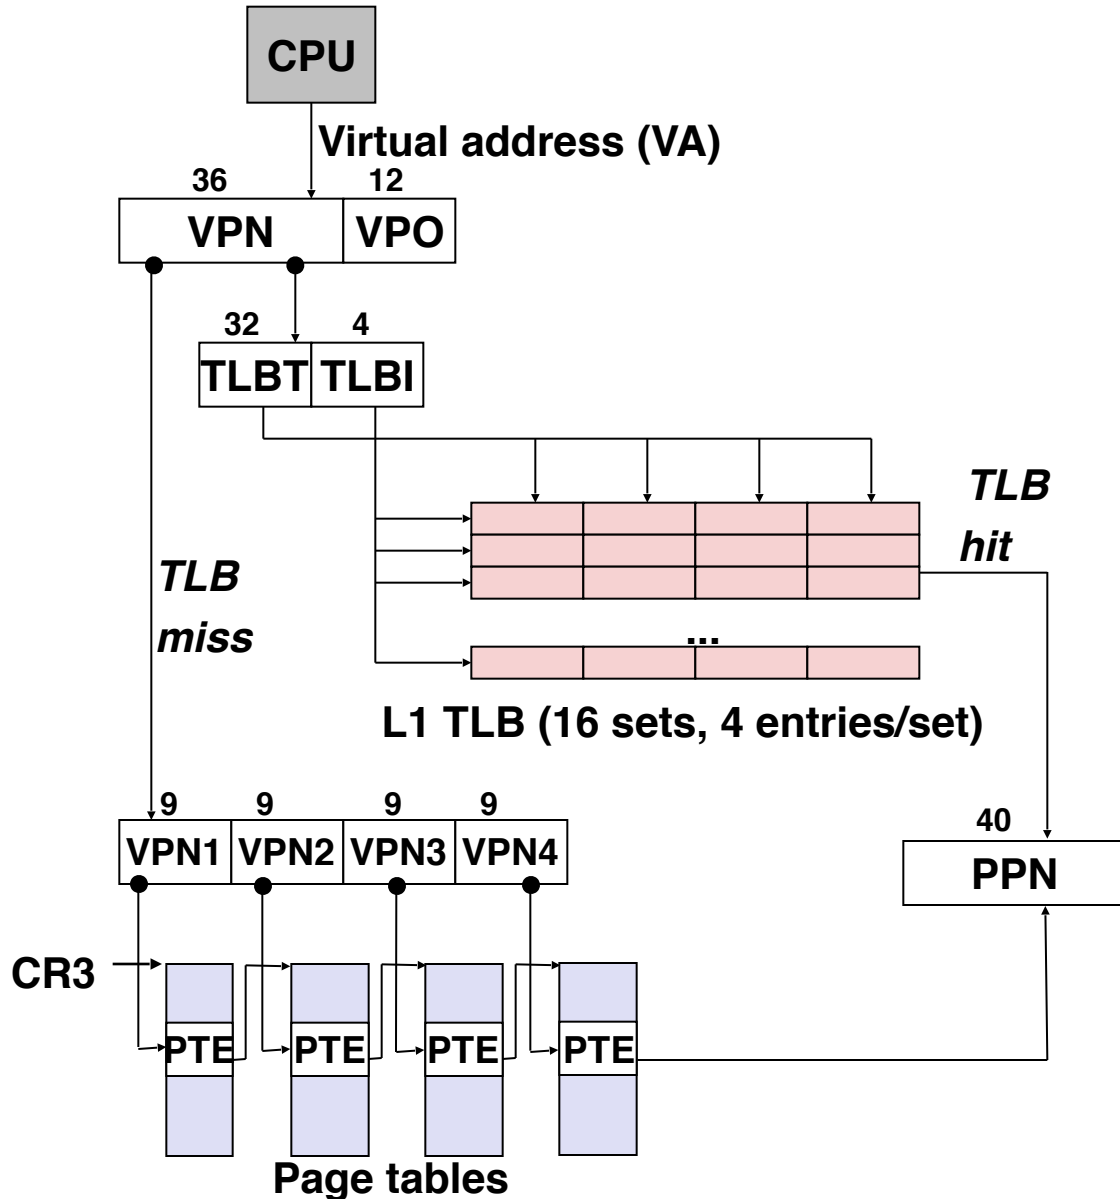 CPU
Virtual address (VA)
36 12
VPN VPO
32 4
TLBT TLBI
TLB
hit
TLB
miss
...
L1 TLB (16 sets, 4 entries/set)
9 9 9 9
VPN1 VPN2 VPN3 VPN4
40
PPN
CR3
PTE PTE PTE PTE
Page tables